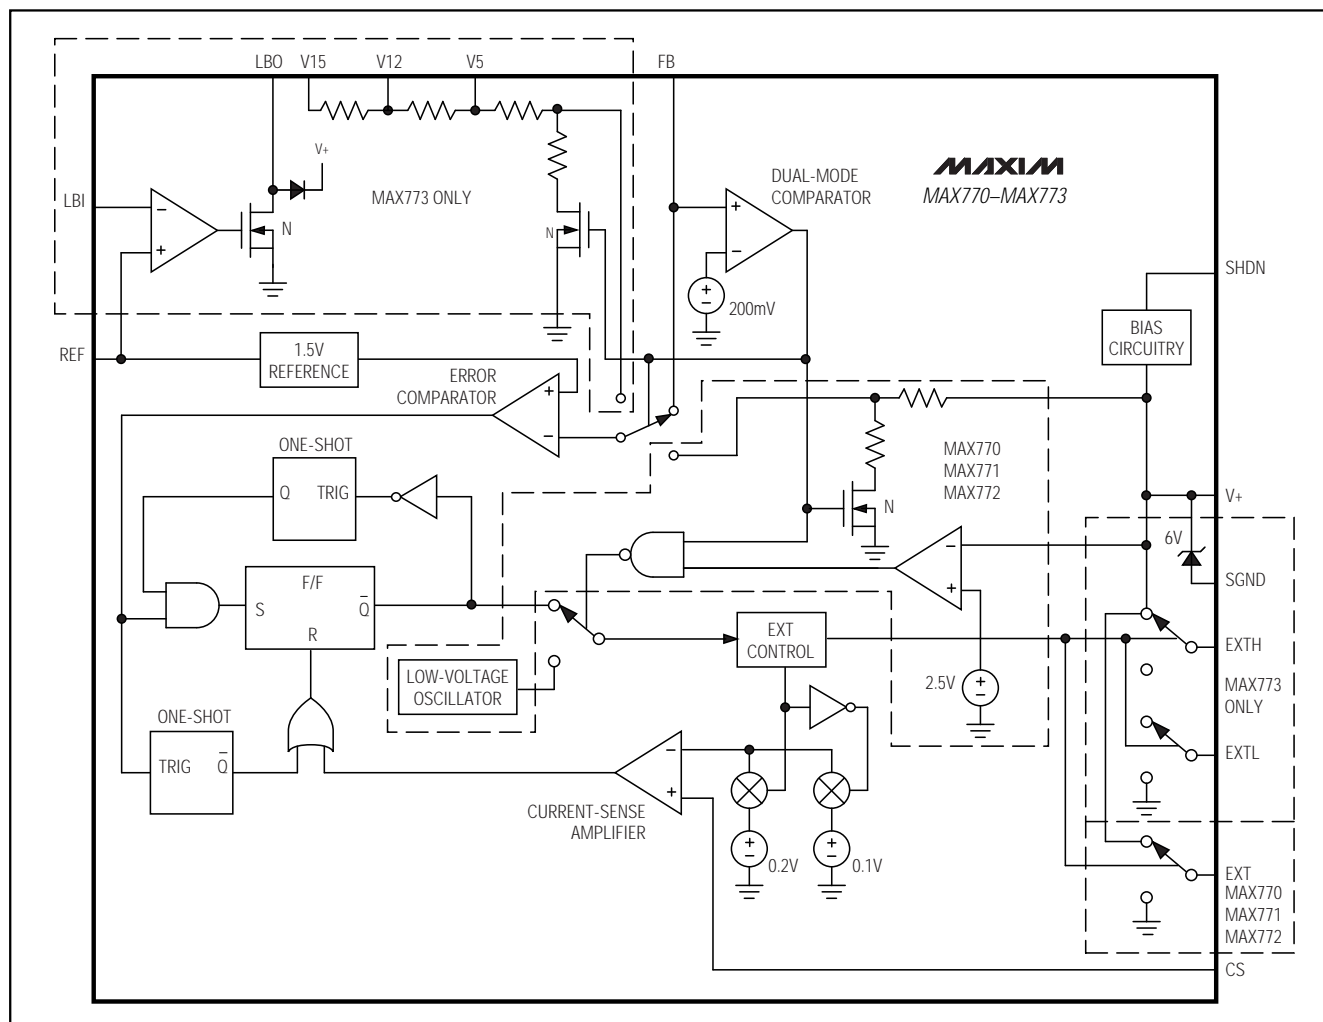 LBO V15 V12 V5 FB
V+
MAXIM
MAX770–MAX773
DUAL-MODE
COMPARATOR
MAX773 ONLY
LBI
−
+
N
N
+
−
+
−
200mV
SHDN
BIAS
CIRCUITRY
REF
1.5V
REFERENCE
ERROR
COMPARATOR
+
−
ONE-SHOT
Q TRIG
MAX770
MAX771
MAX772
N
V+
6V
SGND
−
+
F/F
S Q
R
EXT
CONTROL
EXTH
LOW-VOLTAGE
OSCILLATOR
2.5V
+
−
MAX773
ONLY
ONE-SHOT
TRIG Q
EXTL
−
+
CURRENT-SENSE
AMPLIFIER
+
−
0.2V
+
−
0.1V
EXT
MAX770
MAX771
MAX772
CS